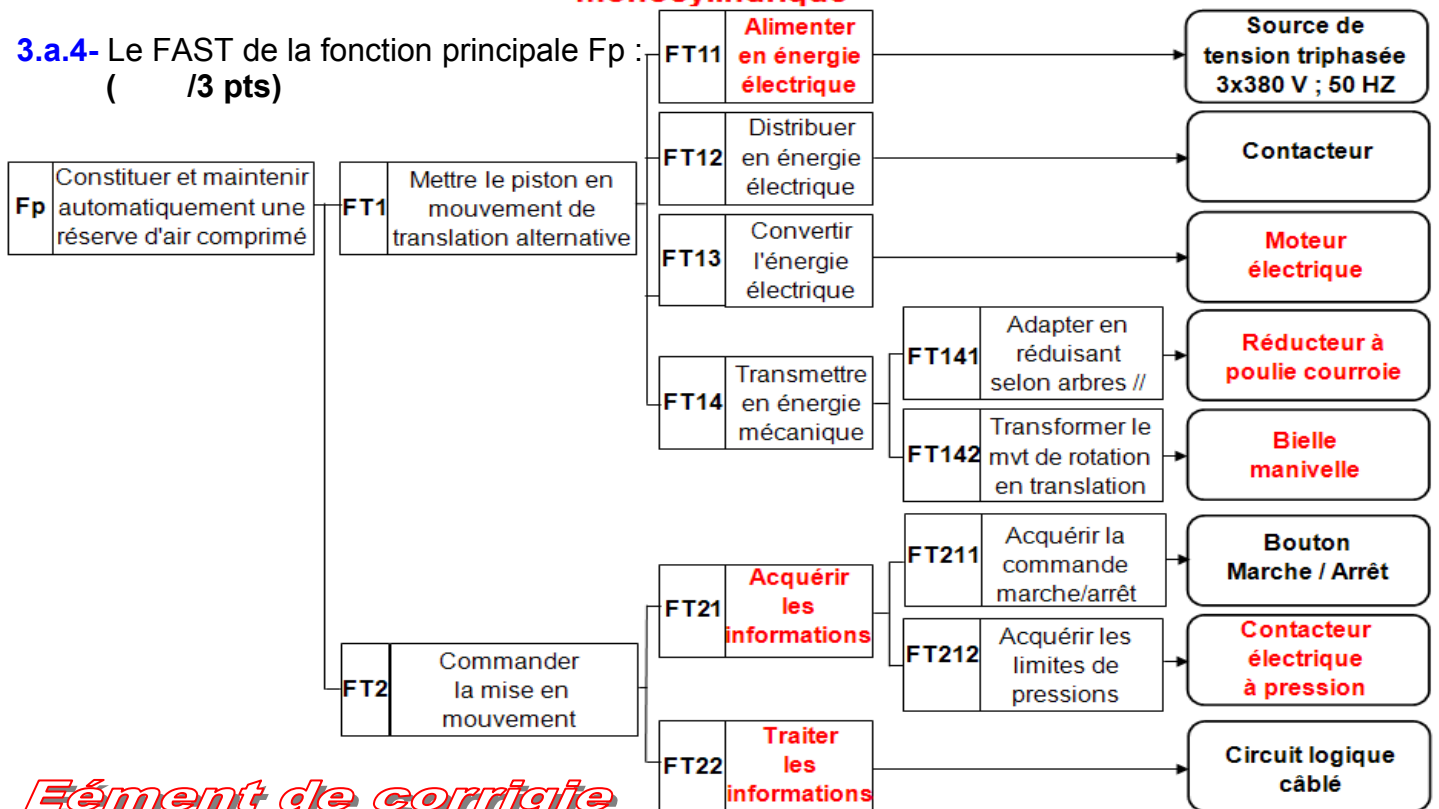 monocylindrique
3.a.4- Le FAST de la fonction principale Fp :
( /3 pts)
Fp
Constituer et maintenir
automatiquement une
réserve d'air comprimé
FT1
Mettre le piston en
mouvement de
translation alternative
FT11
Alimenter
en énergie
électrique
Source de
tension triphasée
3x380 V ; 50 HZ
FT12
Distribuer
en énergie
électrique
Contacteur
FT13
Convertir
l'énergie
électrique
Moteur
électrique
FT14
Transmettre
en énergie
mécanique
FT141
Adapter en
réduisant
selon arbres //
Réducteur à
poulie courroie
FT142
Transformer le
mvt de rotation
en translation
Bielle
manivelle
FT2
Commander
la mise en
mouvement
FT21
Acquérir
les
informations
FT211
Acquérir la
commande
marche/arrêt
Bouton
Marche / Arrêt
FT212
Acquérir les
limites de
pressions
Contacteur
électrique
à pression
FT22
Traiter
les
informations
Circuit logique
câblé
Eément de corrigie